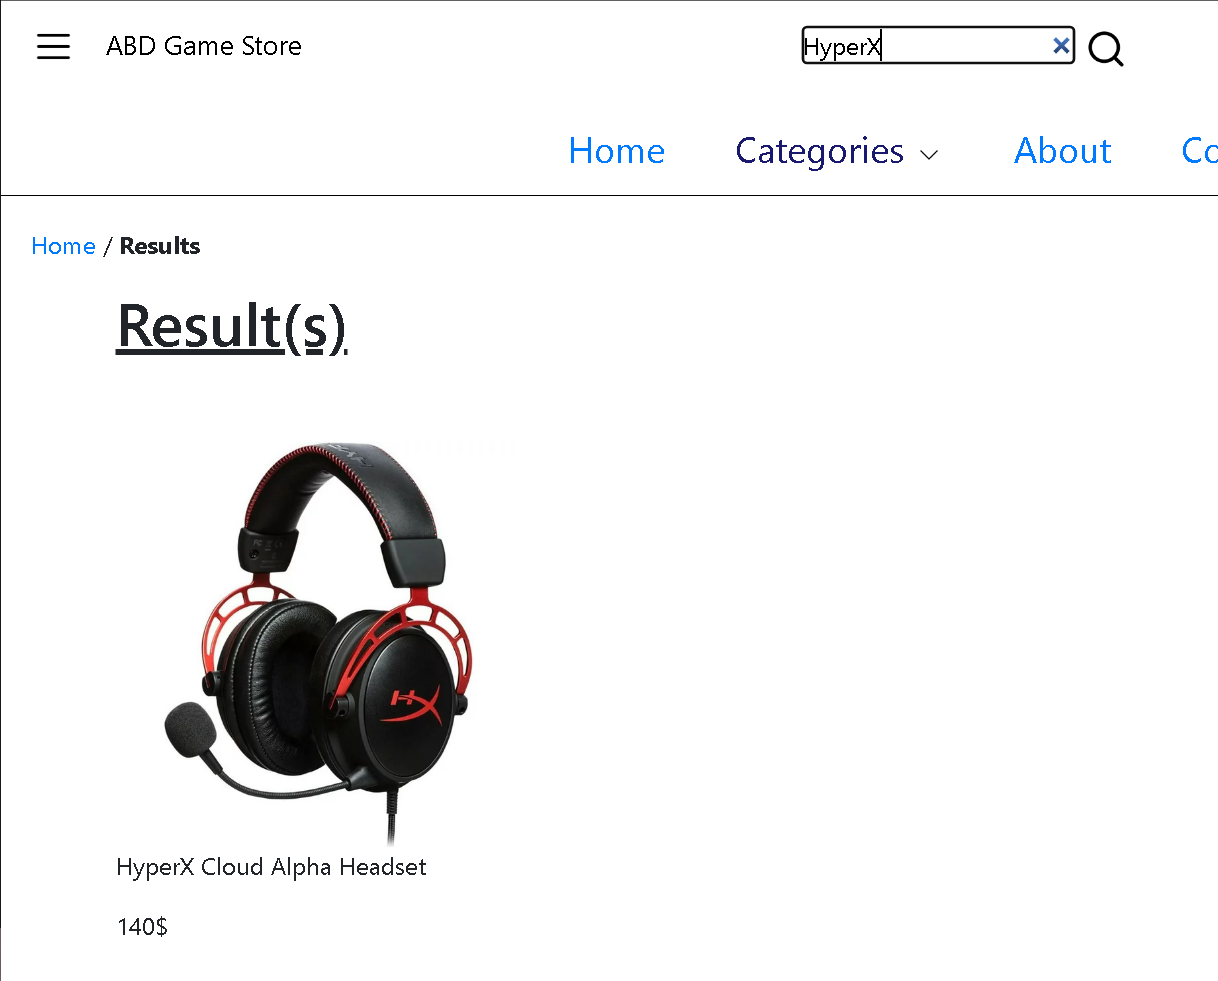 ABD Game Store
HyperX
Home
Categories
About
Co
Home / Results
Result(s)
HyperX Cloud Alpha Headset
140$